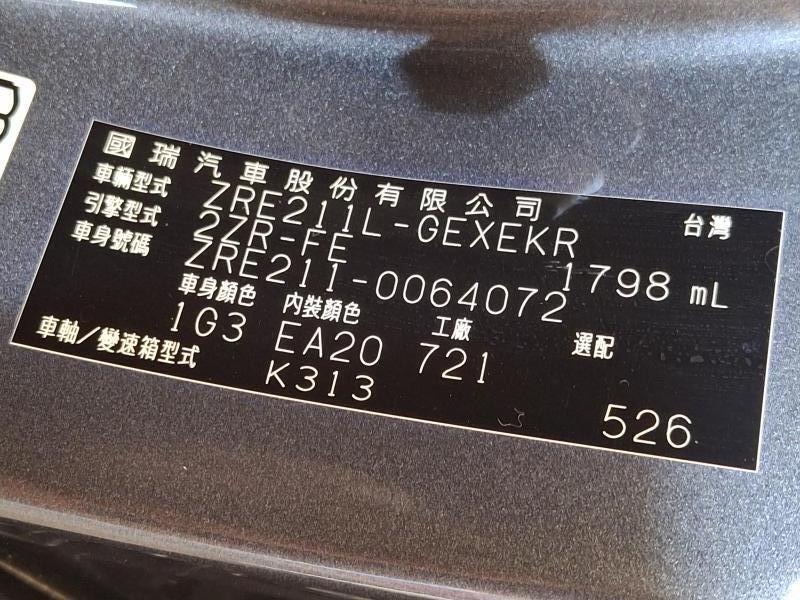 國瑞汽車股份有限公司 台灣
車輛型式 ZRE211L-GEXEKR
引擎型式 2ZR-FE 1798 mL
車身號碼 ZRE211-0064072
車身顏色 內裝顏色 工廠 選配
1G3 EA20 721
車軸/變速箱型式 K313 526